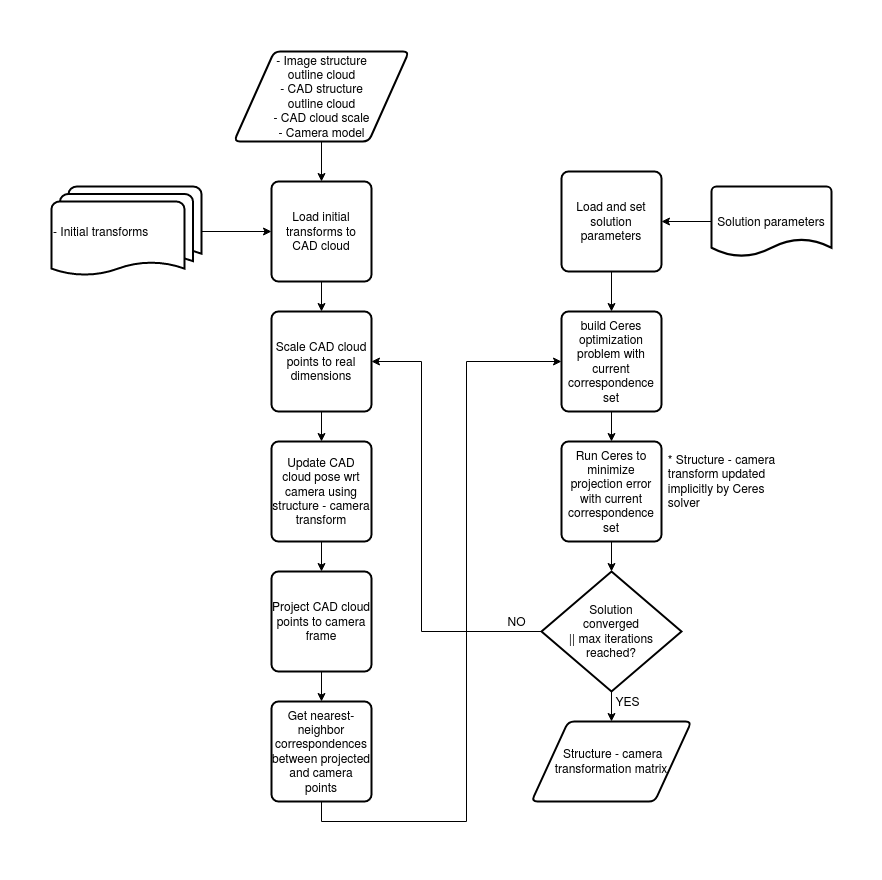 - Image structure
outline cloud
- CAD structure
outline cloud
- CAD cloud scale
- Camera model
- Initial transforms
Load initial
transforms to
CAD cloud
Scale CAD cloud
points to real
dimensions
Update CAD
cloud pose wrt
camera using
structure - camera
transform
Project CAD cloud
points to camera
frame
Get nearest-
neighbor
correspondences
between projected
and camera
points
Load and set
solution
parameters
Solution parameters
build Ceres
optimization
problem with
current
correspondence
set
Run Ceres to
minimize
projection error
with current
correspondence
set
* Structure - camera
transform updated
implicitly by Ceres
solver
Solution
converged
|| max iterations
reached?
NO
YES
Structure - camera
transformation matrix